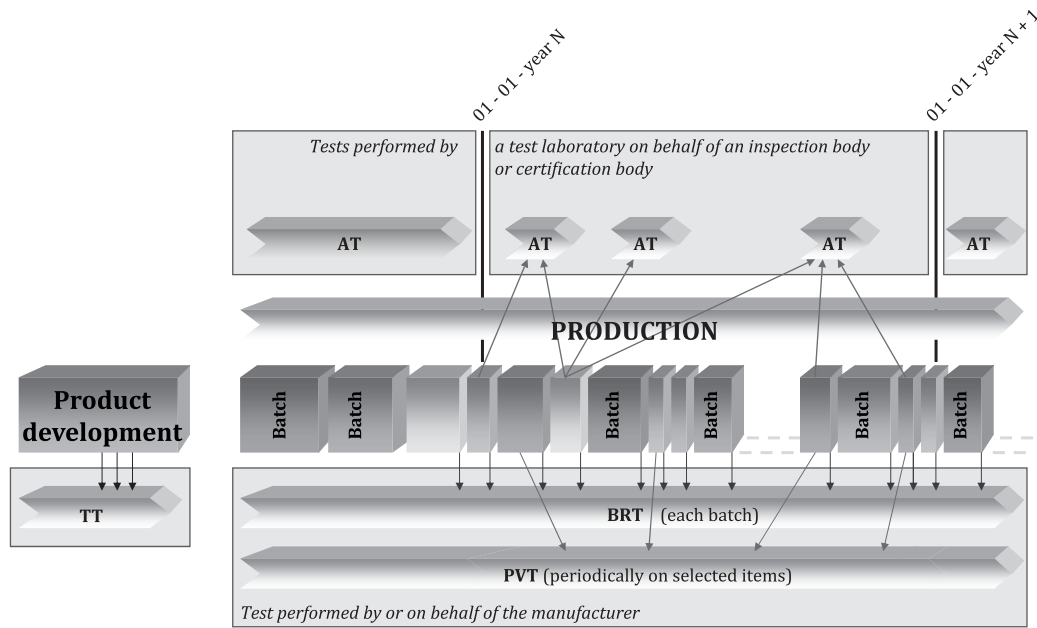 01 - 01 - year N
01 - 01 - year N + 1
Tests performed by
a test laboratory on behalf of an inspection body
or certification body
AT
AT
AT
AT
AT
PRODUCTION
Product
development
Batch
Batch
Batch
Batch
Batch
Batch
TT
BRT (each batch)
PVT (periodically on selected items)
Test performed by or on behalf of the manufacturer